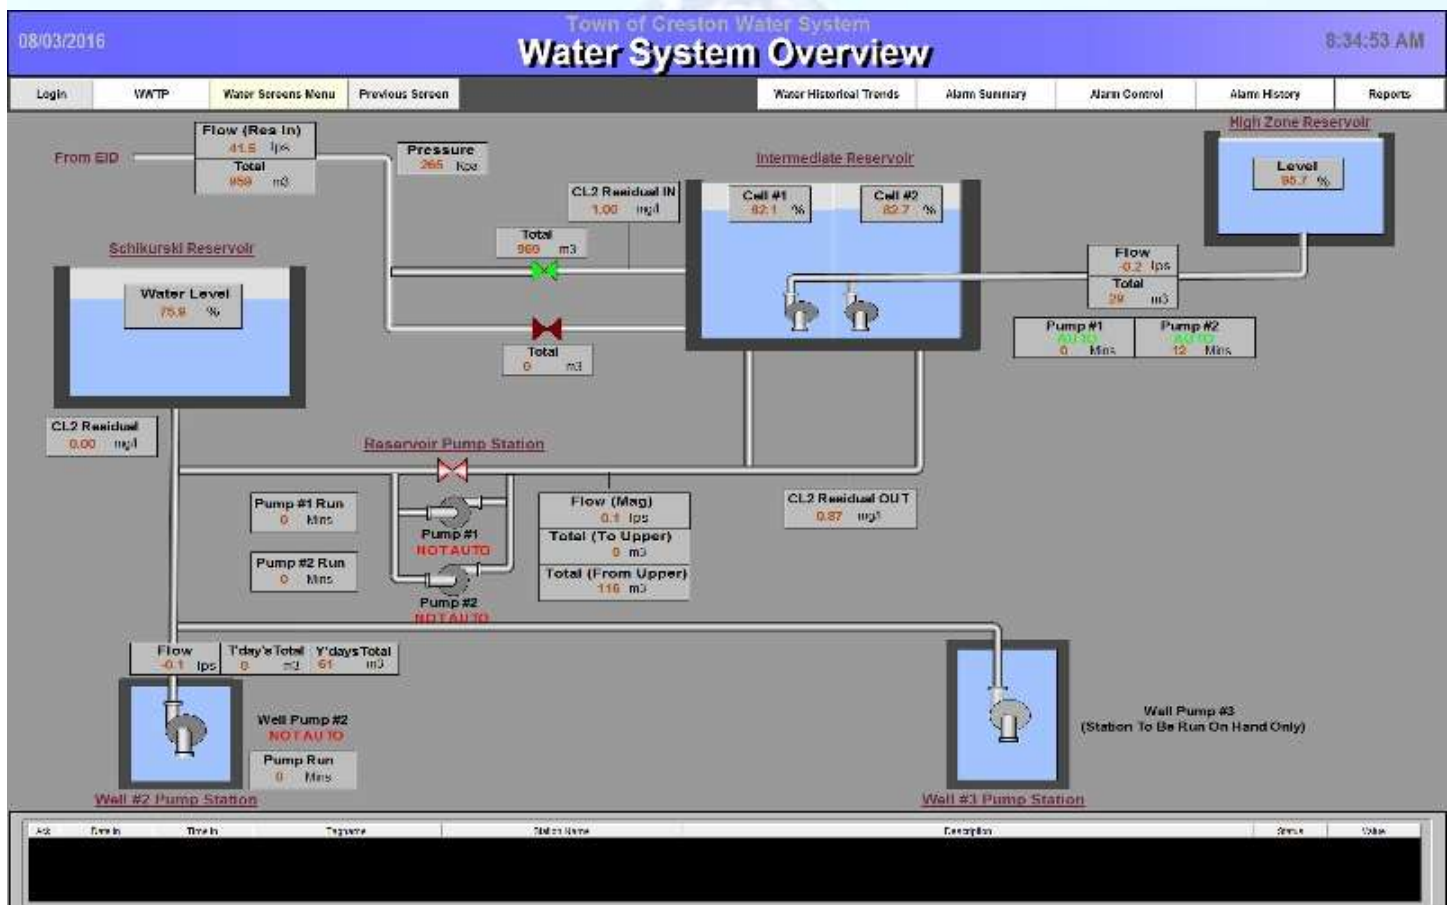 Town of Creston Water System
08/03/2016
Water System Overview
8:34:53 AM
Login WWTP Water Screens Menu Previous Screen Water Historical Trends Alarm Summary Alarm Control Alarm History Reports
From EID
Flow (Res In)
41.5 lps
Total
959 m3
Pressure
265 Kpa
CL2 Residual IN
1.00 mg/l
Intermediate Reservoir
Cell #1
82.1 %
Cell #2
82.7 %
High Zone Reservoir
Level
95.7 %
Schikurski Reservoir
Water Level
75.9 %
Total
969 m3
Total
0 m3
Flow
-0.2 lps
Total
29 m3
Pump #1
AUTO
0 Mins
Pump #2
AUTO
12 Mins
CL2 Residual
0.00 mg/l
Reservoir Pump Station
Pump #1 Run
0 Mins
Pump #2 Run
0 Mins
Pump #1
NOT AUTO
Pump #2
NOT AUTO
Flow (Mag)
0.1 lps
Total (To Upper)
0 m3
Total (From Upper)
116 m3
CL2 Residual OUT
0.87 mg/l
Flow
-0.1 lps
T'day's Total
0 m3
Y'days Total
61 m3
Well Pump #2
NOT AUTO
Pump Run
0 Mins
Well #2 Pump Station
Well Pump #3
(Station To Be Run On Hand Only)
Well #3 Pump Station
Ack Date In Time In Tagname Station Name Description Status Value